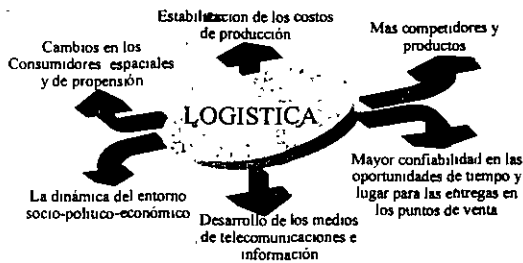 Estabilizacion de los costos
de producción
Mas competidores y
productos
Cambios en los
Consumidores espaciales
y de propensión
LOGISTICA
Mayor confiabilidad en las
oportunidades de tiempo y
lugar para las entregas en
los puntos de venta
La dinámica del entorno
socio-politico-económico
Desarrollo de los medios
de telecomunicaciones e
información